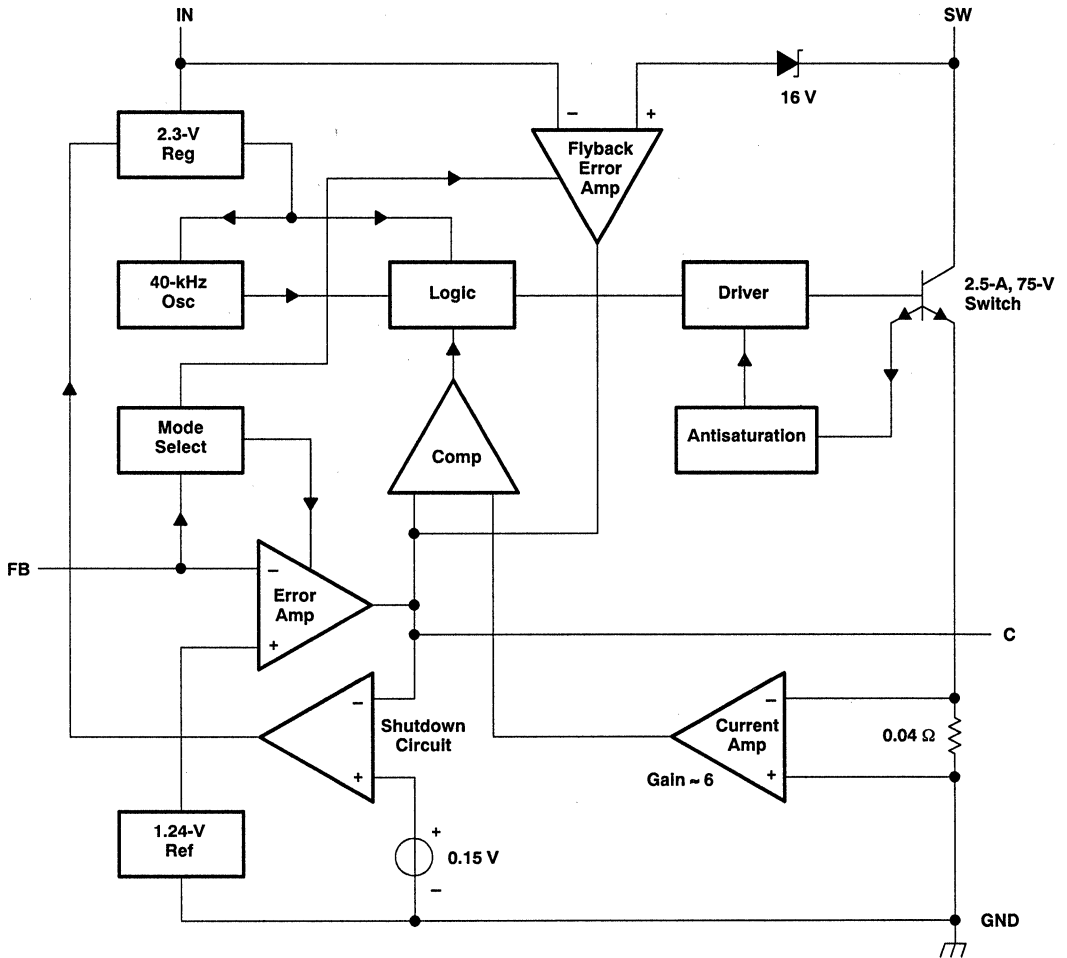 IN
SW
16 V
−
+
2.3-V
Reg
Flyback
Error
Amp
40-kHz
Osc
Logic
Driver
2.5-A, 75-V
Switch
Mode
Select
Comp
Antisaturation
FB
−
Error
Amp
+
C
−
Shutdown
Circuit
+
−
Current
Amp
+
Gain ~ 6
0.04 Ω
1.24-V
Ref
+
0.15 V
−
GND